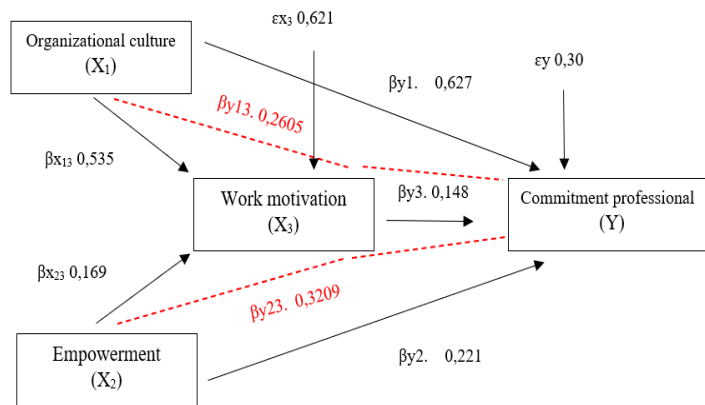 εx₃ 0,621
Organizational culture
(X₁)
εy 0,30
βy1. 0,627
βy13. 0,2605
βx₁₃ 0,535
Work motivation
(X₃)
βy3. 0,148
Commitment professional
(Y)
βx₂₃ 0,169
βy23. 0,3209
Empowerment
(X₂)
βy2. 0,221